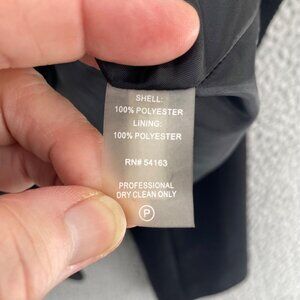 SHELL:
100% POLYESTER
LINING:
100% POLYESTER
RN# 54163
PROFESSIONAL
DRY CLEAN ONLY
P